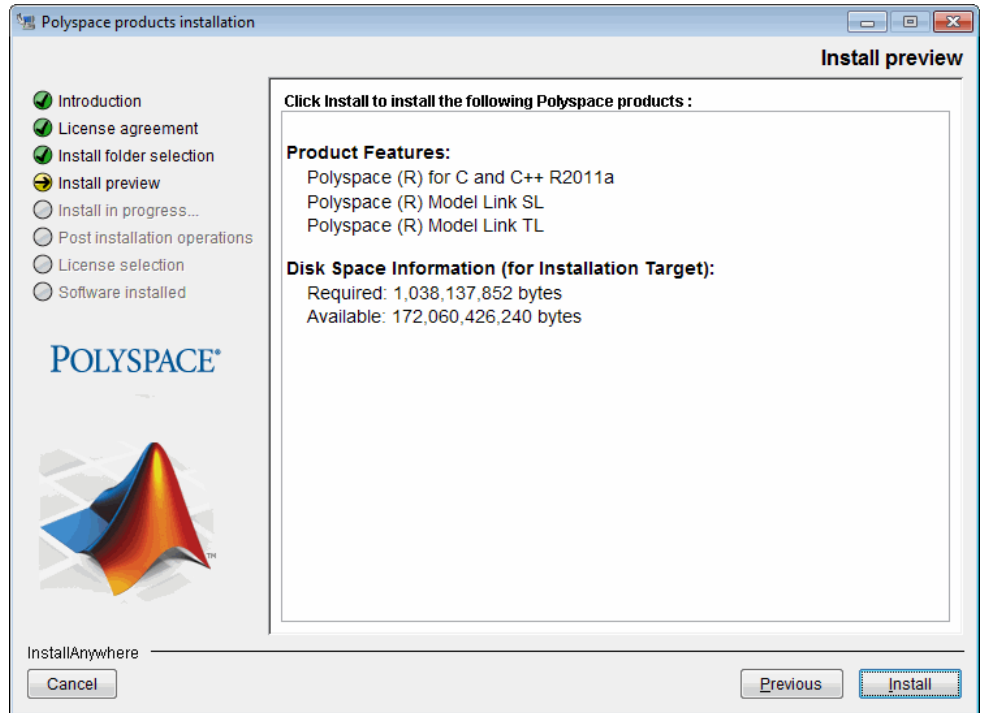 Polyspace products installation
Install preview
Introduction
License agreement
Install folder selection
Install preview
Install in progress...
Post installation operations
License selection
Software installed
POLYSPACE®
TM
Click Install to install the following Polyspace products :
Product Features:
Polyspace (R) for C and C++ R2011a
Polyspace (R) Model Link SL
Polyspace (R) Model Link TL
Disk Space Information (for Installation Target):
Required: 1,038,137,852 bytes
Available: 172,060,426,240 bytes
InstallAnywhere
Cancel
Previous
Install